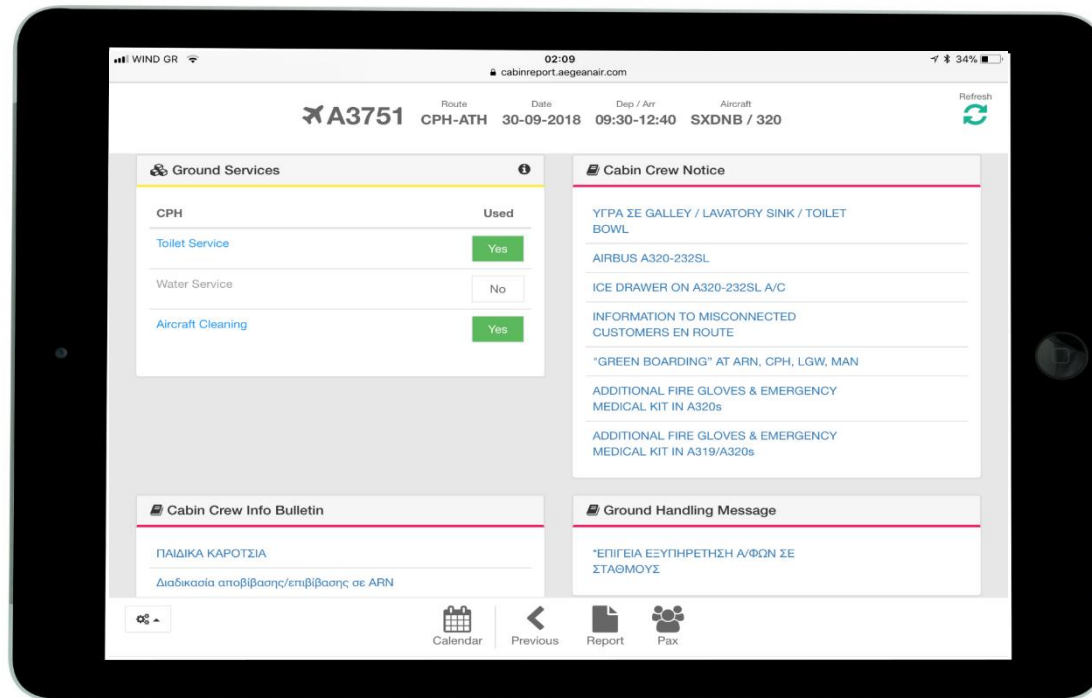 WIND GR
02:09
34%
cabinreport.aegeanair.com
A3751
Route
CPH-ATH
Date
30-09-2018
Dep / Arr
09:30-12:40
Aircraft
SXDNB / 320
Refresh
Ground Services
CPH Used
Toilet Service Yes
Water Service No
Aircraft Cleaning Yes
Cabin Crew Notice
ΥΓΡΑ ΣΕ GALLEY / LAVATORY SINK / TOILET
BOWL
AIRBUS A320-232SL
ICE DRAWER ON A320-232SL A/C
INFORMATION TO MISCONNECTED
CUSTOMERS EN ROUTE
"GREEN BOARDING" AT ARN, CPH, LGW, MAN
ADDITIONAL FIRE GLOVES & EMERGENCY
MEDICAL KIT IN A320s
ADDITIONAL FIRE GLOVES & EMERGENCY
MEDICAL KIT IN A319/A320s
Cabin Crew Info Bulletin
ΠΑΙΔΙΚΑ ΚΑΡΟΤΣΙΑ
Διαδικασία αποβίβασης/επιβίβασης σε ARN
Ground Handling Message
*ΕΠΙΓΕΙΑ ΕΞΥΠΗΡΕΤΗΣΗ Α/ΦΩΝ ΣΕ
ΣΤΑΘΜΟΥΣ
Calendar
Previous
Report
Pax